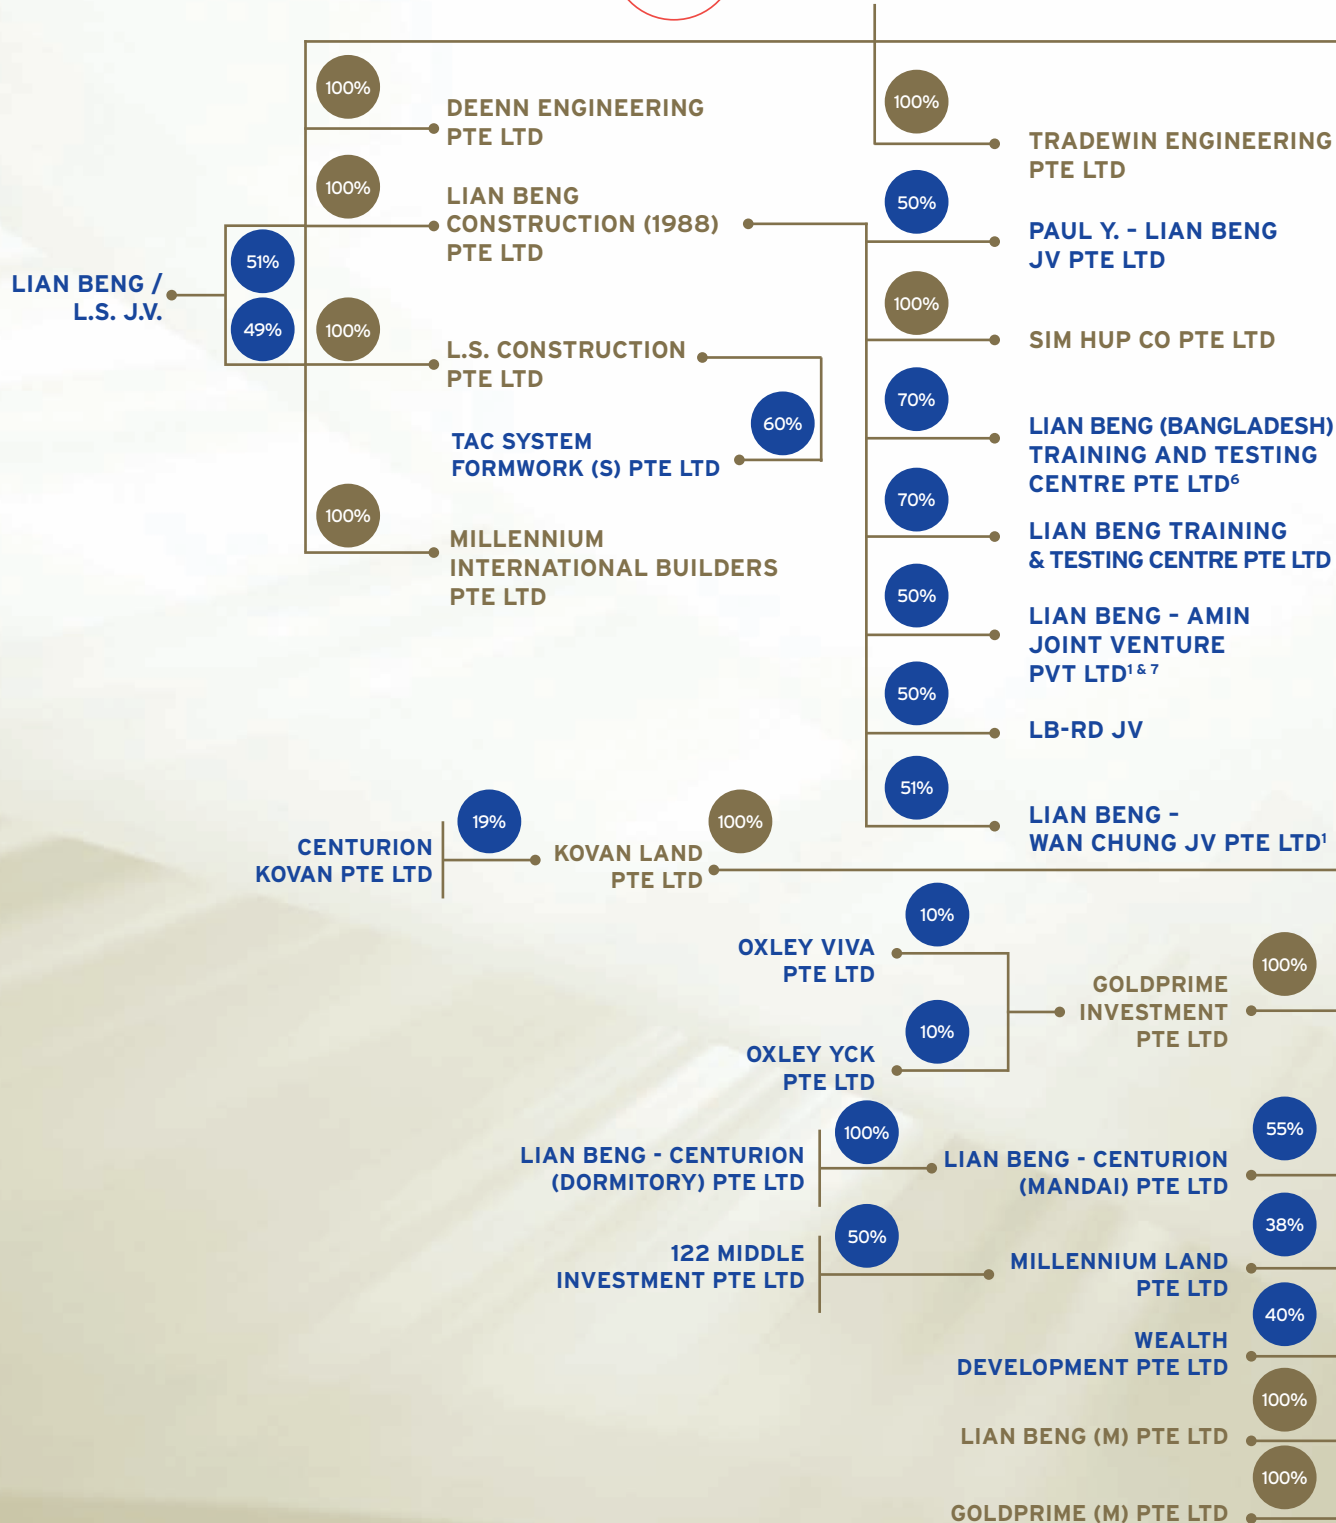 100%
DEENN ENGINEERING
PTE LTD
100%
LIAN BENG
CONSTRUCTION (1988)
PTE LTD
51%
LIAN BENG /
L.S. J.V.
49%
100%
L.S. CONSTRUCTION
PTE LTD
60%
TAC SYSTEM
FORMWORK (S) PTE LTD
100%
MILLENNIUM
INTERNATIONAL BUILDERS
PTE LTD
100%
TRADEWIN ENGINEERING
PTE LTD
50%
PAUL Y. - LIAN BENG
JV PTE LTD
100%
SIM HUP CO PTE LTD
70%
LIAN BENG (BANGLADESH)
TRAINING AND TESTING
CENTRE PTE LTD⁶
70%
LIAN BENG TRAINING
& TESTING CENTRE PTE LTD
50%
LIAN BENG - AMIN
JOINT VENTURE
PVT LTD¹ & ⁷
50%
LB-RD JV
51%
LIAN BENG -
WAN CHUNG JV PTE LTD¹
19%
CENTURION
KOVAN PTE LTD
100%
KOVAN LAND
PTE LTD
10%
OXLEY VIVA
PTE LTD
10%
OXLEY YCK
PTE LTD
100%
GOLDPRIME
INVESTMENT
PTE LTD
100%
LIAN BENG - CENTURION
(DORMITORY) PTE LTD
55%
LIAN BENG - CENTURION
(MANDAI) PTE LTD
50%
122 MIDDLE
INVESTMENT PTE LTD
38%
MILLENNIUM LAND
PTE LTD
40%
WEALTH
DEVELOPMENT PTE LTD
100%
LIAN BENG (M) PTE LTD
100%
GOLDPRIME (M) PTE LTD